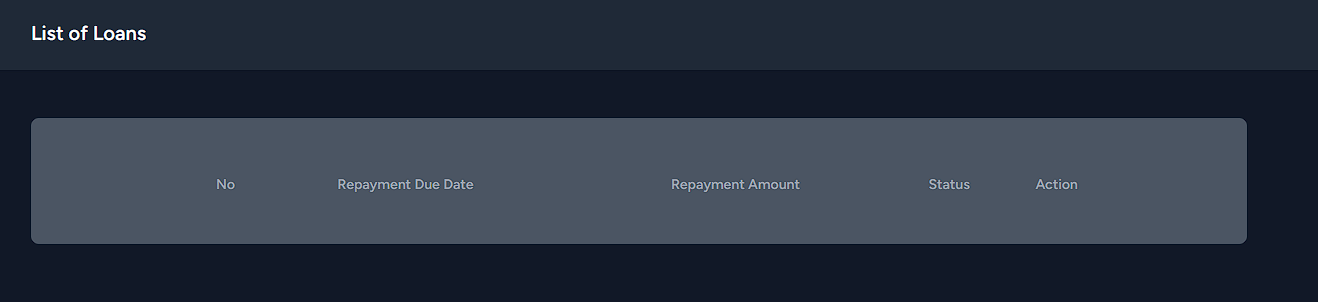 List of Loans
No Repayment Due Date Repayment Amount Status Action